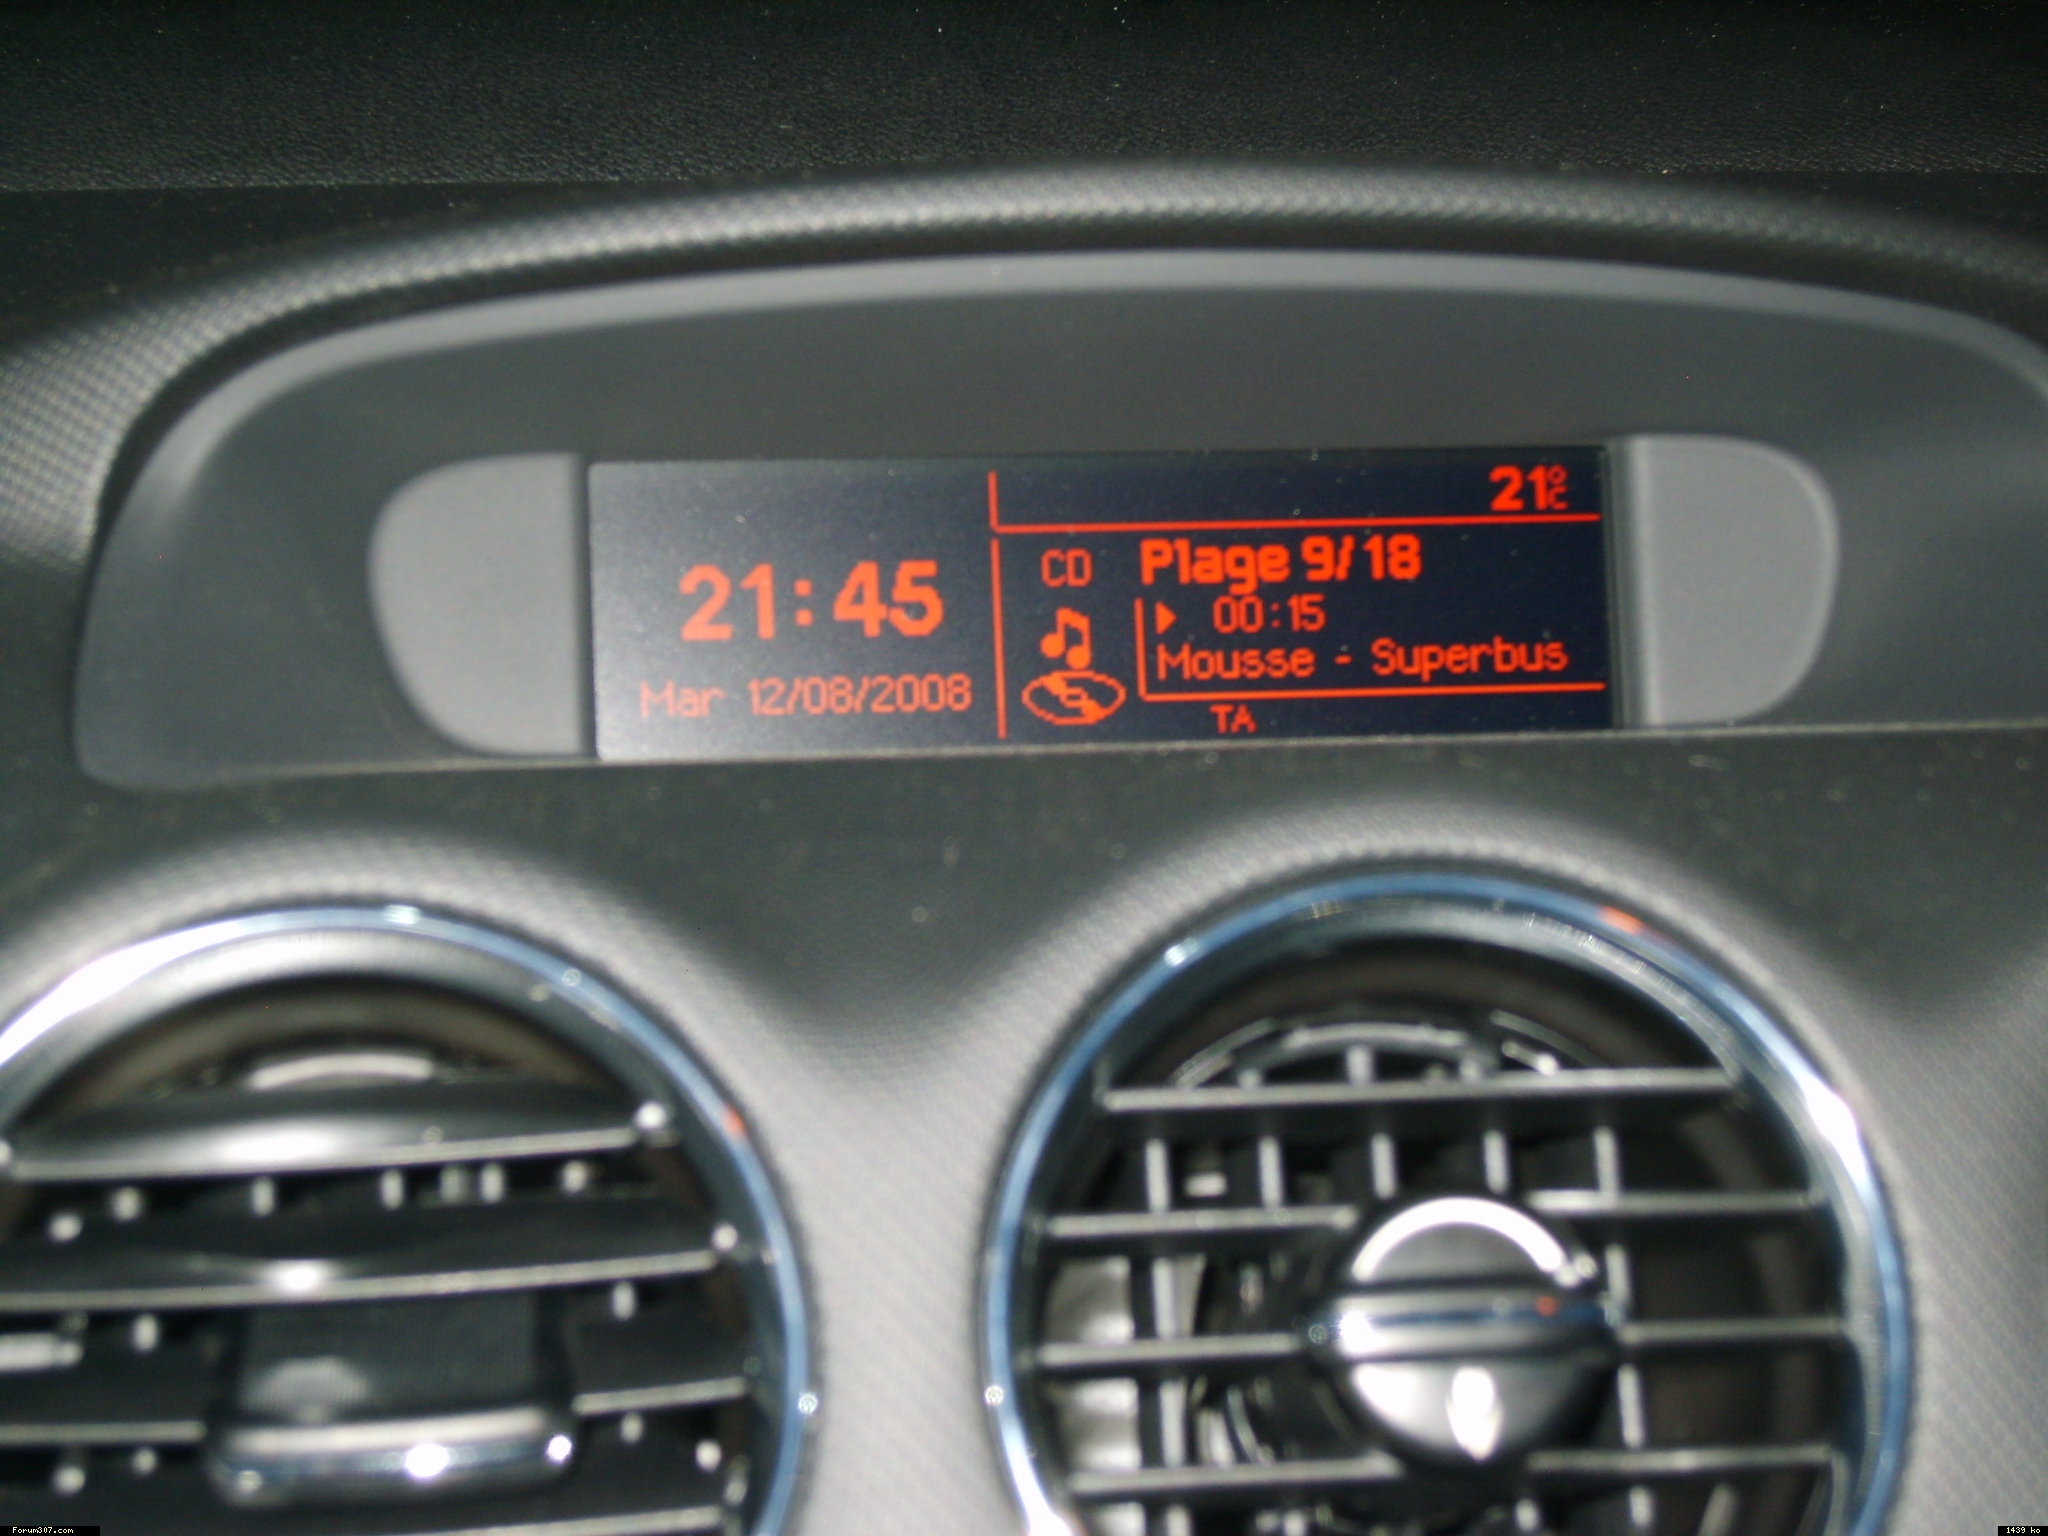 21°C
21:45
Mar 12/08/2008
CD
Plage 9/18
00:15
Mousse - Superbus
TA
Forum307.com
1439 ko